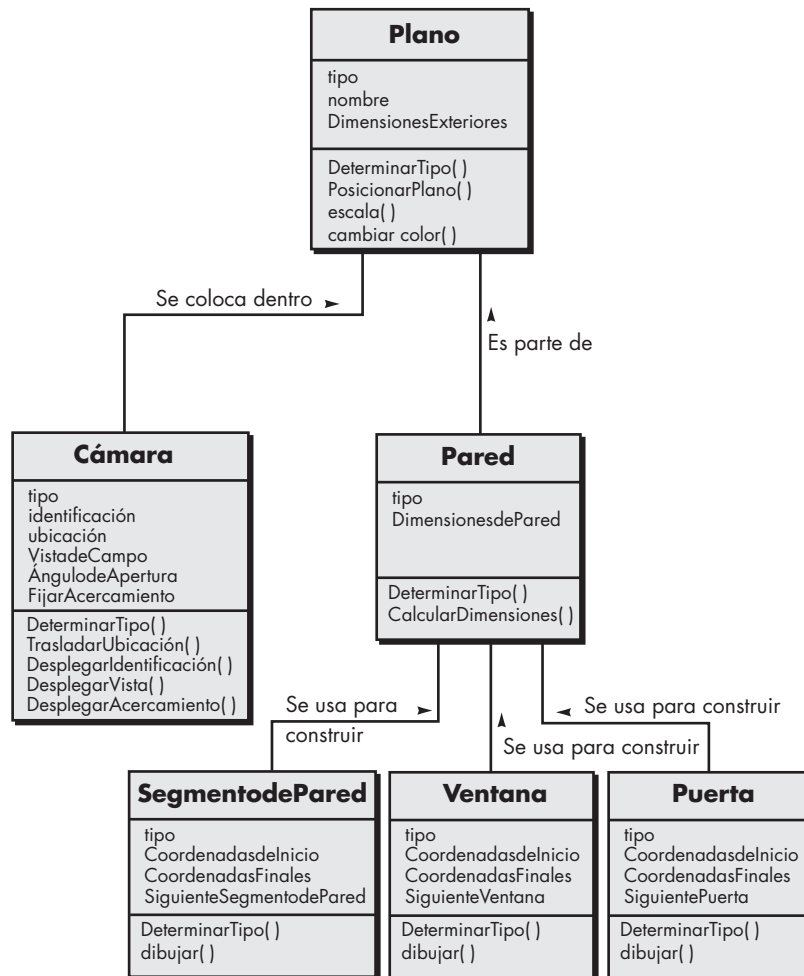 Plano
tipo
nombre
DimensionesExteriores
DeterminarTipo( )
PosicionarPlano( )
escala( )
cambiar color( )
Se coloca dentro
Es parte de
Cámara
tipo
identificación
ubicación
VistadeCampo
ÁngulodeApertura
FijarAcercamiento
DeterminarTipo( )
TrasladarUbicación( )
DesplegarIdentificación( )
DesplegarVista( )
DesplegarAcercamiento( )
Pared
tipo
DimensionesdePared
DeterminarTipo( )
CalcularDimensiones( )
Se usa para
construir
Se usa para construir
Se usa para construir
SegmentodePared
tipo
CoordenadasdeInicio
CoordenadasFinales
SiguienteSegmentodePared
DeterminarTipo( )
dibujar( )
Ventana
tipo
CoordenadasdeInicio
CoordenadasFinales
SiguienteVentana
DeterminarTipo( )
dibujar( )
Puerta
tipo
CoordenadasdeInicio
CoordenadasFinales
SiguientePuerta
DeterminarTipo( )
dibujar( )